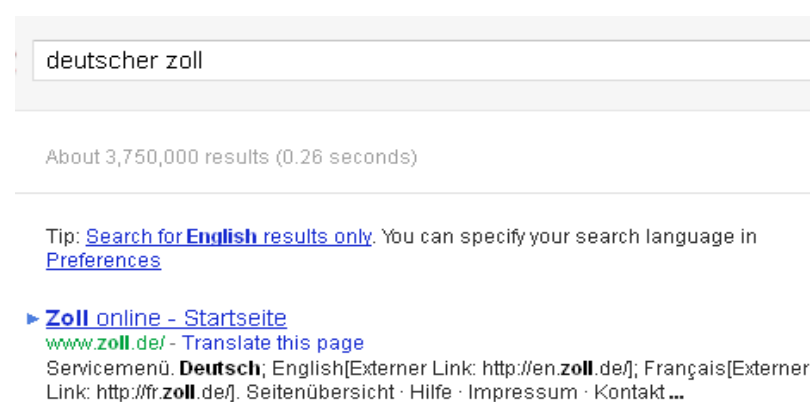 deutscher zoll
About 3,750,000 results (0.26 seconds)
Tip: Search for English results only. You can specify your search language in
Preferences
Zoll online - Startseite
www.zoll.de/ - Translate this page
Servicemenü. Deutsch; English[Externer Link: http://en.zoll.de/]; Français[Externer
Link: http://fr.zoll.de/]. Seitenübersicht · Hilfe · Impressum · Kontakt ...